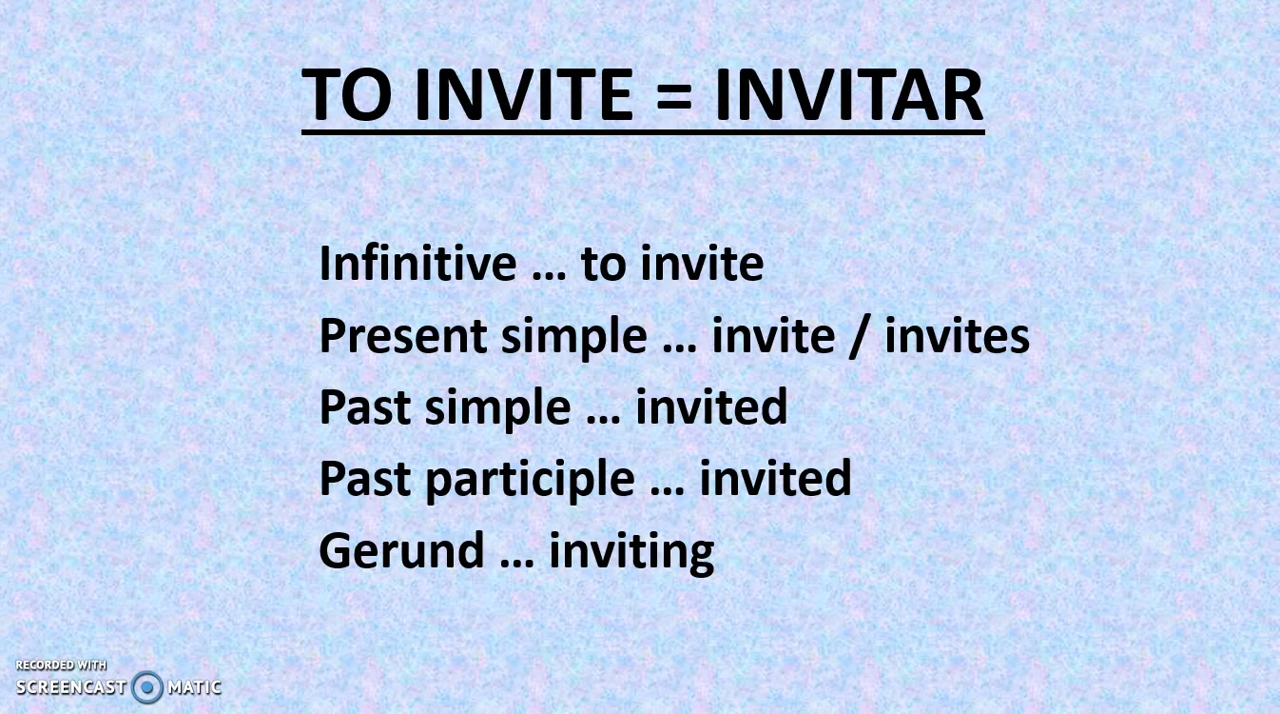 TO INVITE = INVITAR
Infinitive … to invite
Present simple … invite / invites
Past simple … invited
Past participle … invited
Gerund … inviting
RECORDED WITH
SCREENCAST MATIC